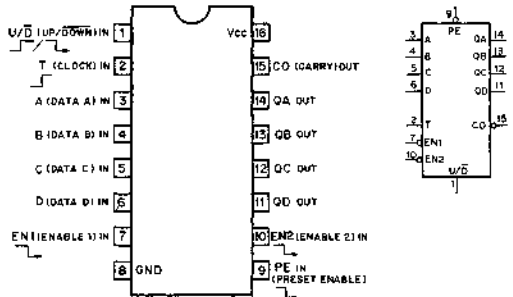 U/D̅ (UP/D̅O̅W̅N̅) IN 1
T (CLOCK) IN 2
A (DATA A) IN 3
B (DATA B) IN 4
C (DATA C) IN 5
D (DATA D) IN 6
EN1 (ENABLE 1) IN 7
8 GND
Vcc 16
15 CO (CARRY) OUT
14 QA OUT
13 QB OUT
12 QC OUT
11 QD OUT
10 EN2 (ENABLE 2) IN
9 PE IN
(PRESET ENABLE)
9
PE
3 A QA 14
4 B QB 13
5 C QC 12
6 D QD 11
2 T CO 15
7 EN1
10 EN2
U/D̅
1